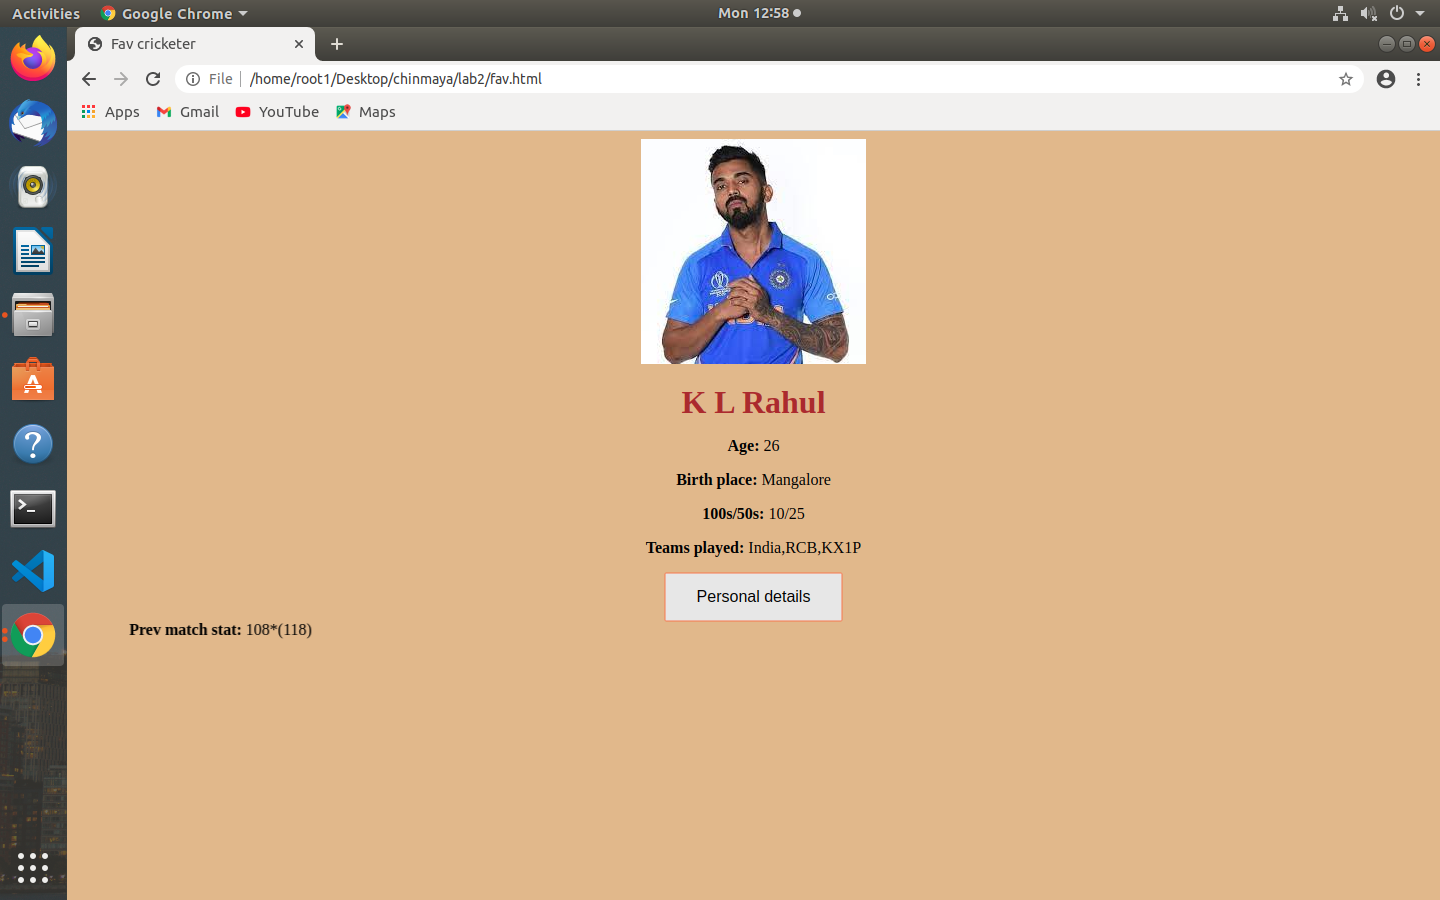 Activities Google Chrome Mon 12:58
Fav cricketer
File /home/root1/Desktop/chinmaya/lab2/fav.html
Apps Gmail YouTube Maps
K L Rahul
Age: 26
Birth place: Mangalore
100s/50s: 10/25
Teams played: India,RCB,KX1P
Personal details
Prev match stat: 108*(118)